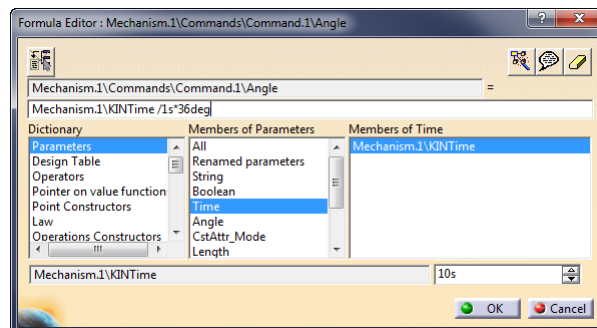 Formula Editor : Mechanism.1\Commands\Command.1\Angle
Mechanism.1\Commands\Command.1\Angle =
Mechanism.1\KINTime /1s*36deg
Dictionary Members of Parameters Members of Time
Parameters All Mechanism.1\KINTime
Design Table Renamed parameters
Operators String
Pointer on value function Boolean
Point Constructors Time
Law Angle
Operations Constructors CstAttr_Mode
Length
Mechanism.1\KINTime 10s
OK Cancel